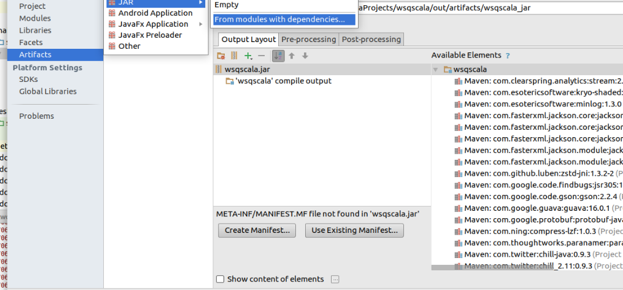 Project
Modules
Libraries
Facets
Artifacts
Platform Settings
SDKs
Global Libraries
Problems
JAR
Android Application
JavaFx Application
JavaFx Preloader
Other
Empty
From modules with dependencies...
aProjects/wsqscala/out/artifacts/wsqscala_jar
Output Layout Pre-processing Post-processing
wsqscala.jar
'wsqscala' compile output
META-INF/MANIFEST.MF file not found in 'wsqscala.jar'
Create Manifest... Use Existing Manifest...
Show content of elements ...
Available Elements ?
wsqscala
Maven: com.clearspring.analytics:stream:2.
Maven: com.esotericsoftware:kryo-shaded:
Maven: com.esotericsoftware:minlog:1.3.0
Maven: com.fasterxml.jackson.core:jackson
Maven: com.fasterxml.jackson.core:jackson
Maven: com.fasterxml.jackson.core:jackson
Maven: com.fasterxml.jackson.module:jackso
Maven: com.fasterxml.jackson.module:jackso
Maven: com.github.luben:zstd-jni:1.3.2-2 (Pro
Maven: com.google.code.findbugs:jsr305:1
Maven: com.google.code.gson:gson:2.2.4 (
Maven: com.google.guava:guava:16.0.1 (Pro
Maven: com.google.protobuf:protobuf-java
Maven: com.ning:compress-lzf:1.0.3 (Projec
Maven: com.thoughtworks.paranamer:paran
Maven: com.twitter:chill-java:0.9.3 (Project
Maven: com.twitter:chill_2.11:0.9.3 (Project